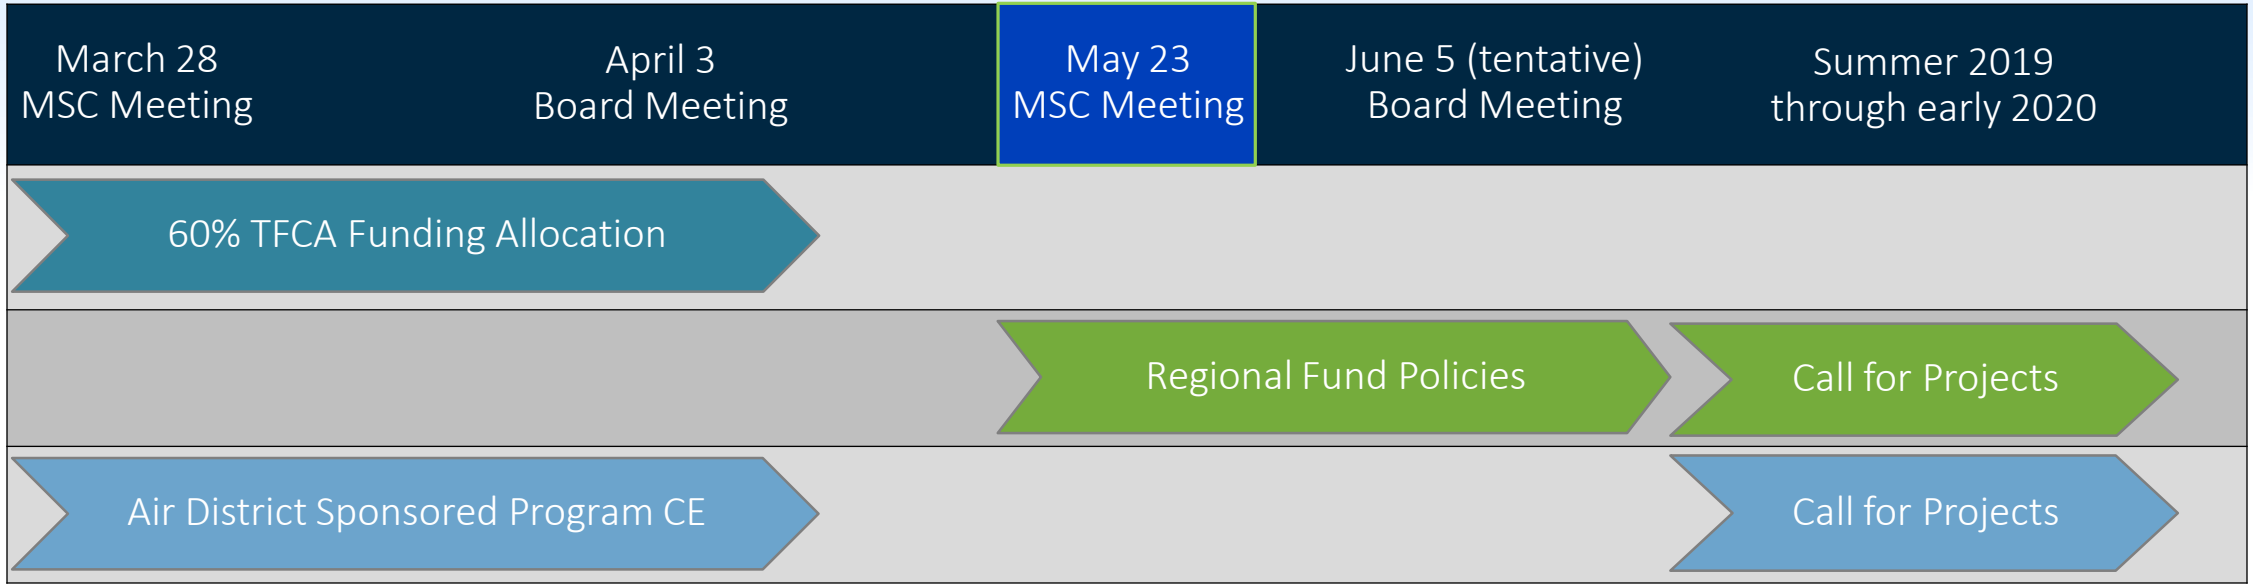 March 28
MSC Meeting
April 3
Board Meeting
May 23
MSC Meeting
June 5 (tentative)
Board Meeting
Summer 2019
through early 2020
60% TFCA Funding Allocation
Regional Fund Policies
Call for Projects
Air District Sponsored Program CE
Call for Projects